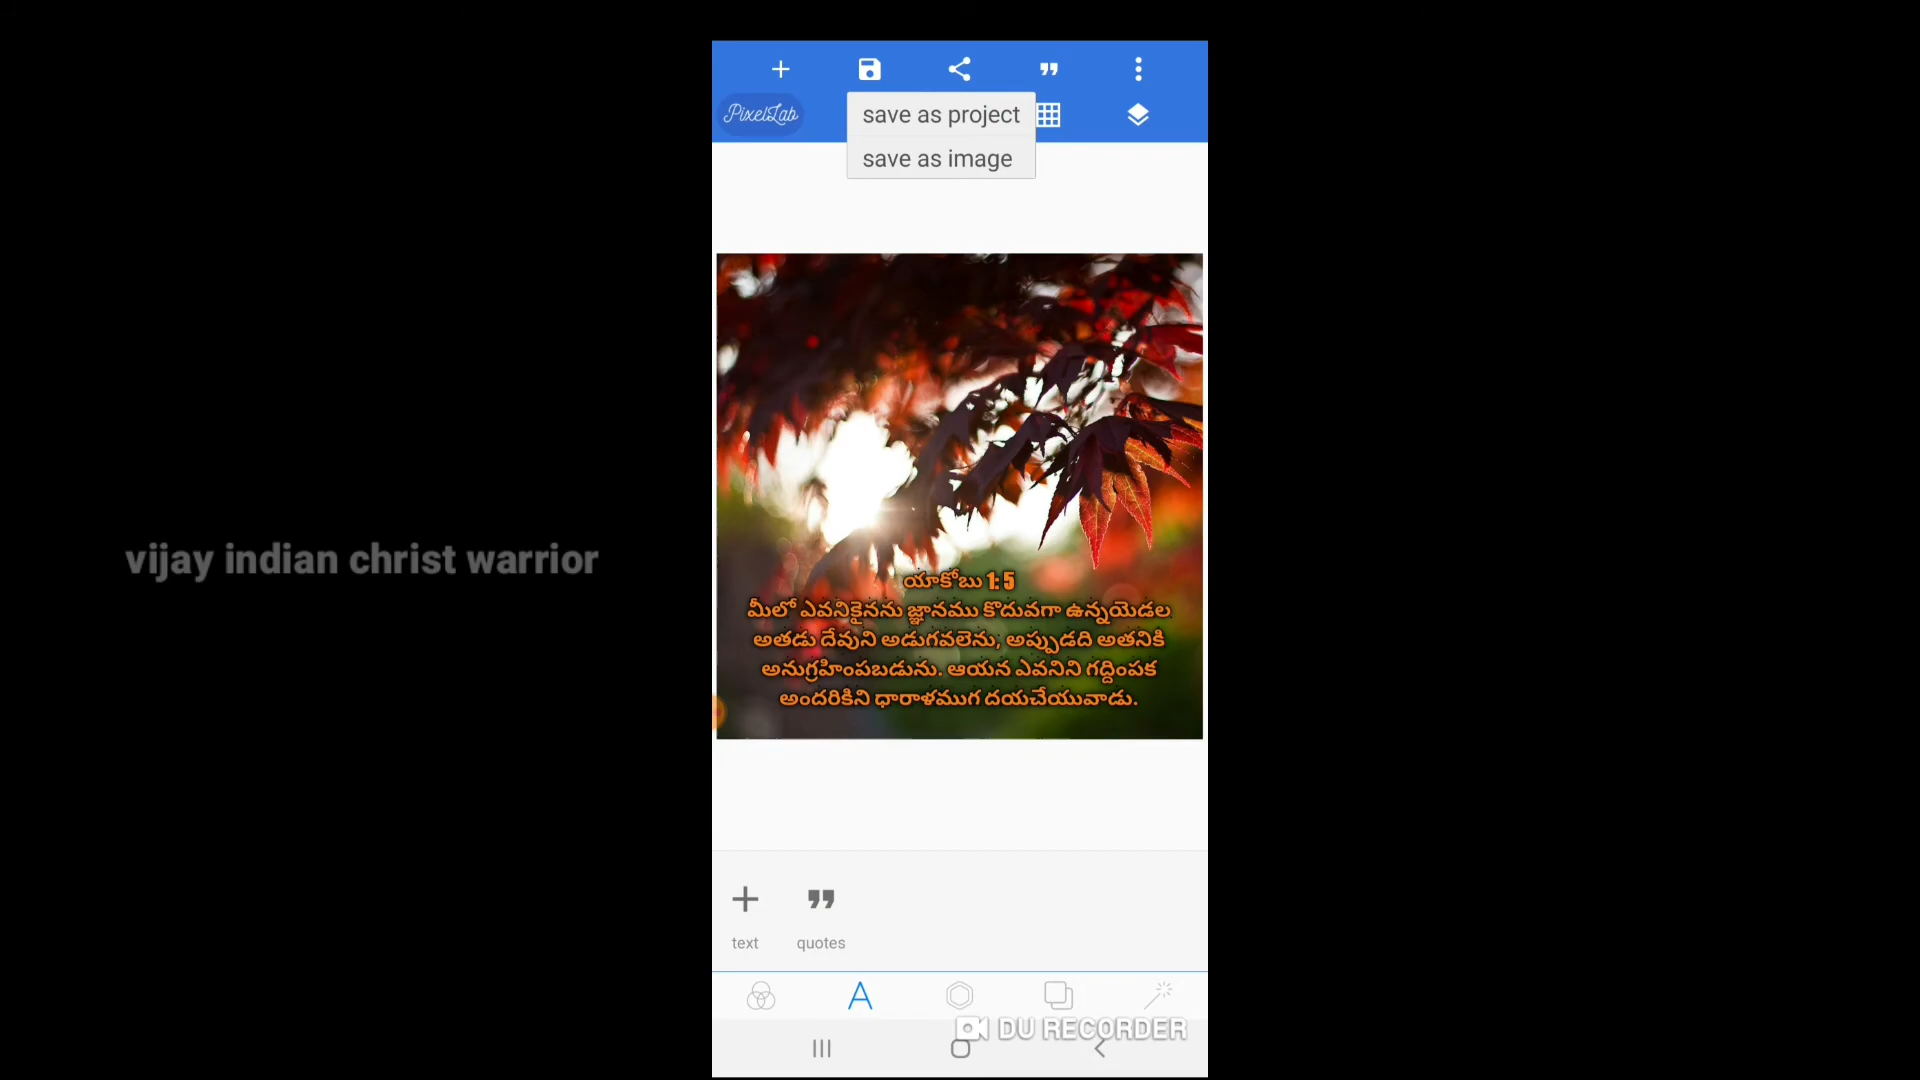 PixelLab
save as project
save as image
vijay indian christ warrior
యాకోబు 1: 5
మీలో ఎవనికైనను జ్ఞానము కొదువగా ఉన్నయెడల
అతడు దేవుని అడుగవలెను, అప్పుడది అతనికి
అనుగ్రహింపబడును. ఆయన ఎవనిని గద్దింపక
అందరికిని ధారాళముగ దయచేయువాడు.
text
quotes
DU RECORDER